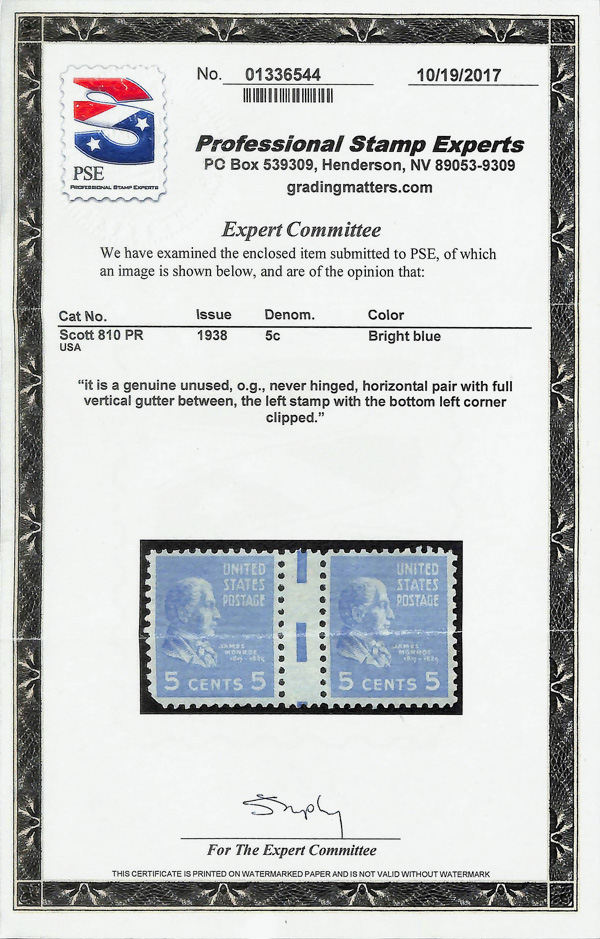 No. 01336544
10/19/2017
PSE
PROFESSIONAL STAMP EXPERTS
Professional Stamp Experts
PO Box 539309, Henderson, NV 89053-9309
gradingmatters.com
Expert Committee
We have examined the enclosed item submitted to PSE, of which
an image is shown below, and are of the opinion that:
Cat No. Issue Denom. Color
Scott 810 PR 1938 5c Bright blue
USA
“it is a genuine unused, o.g., never hinged, horizontal pair with full
vertical gutter between, the left stamp with the bottom left corner
clipped.”
UNITED
STATES
POSTAGE
JAMES
MONROE
1817-1825
5 CENTS 5
UNITED
STATES
POSTAGE
JAMES
MONROE
1817-1825
5 CENTS 5
For The Expert Committee
THIS CERTIFICATE IS PRINTED ON WATERMARKED PAPER AND IS NOT VALID WITHOUT WATERMARK